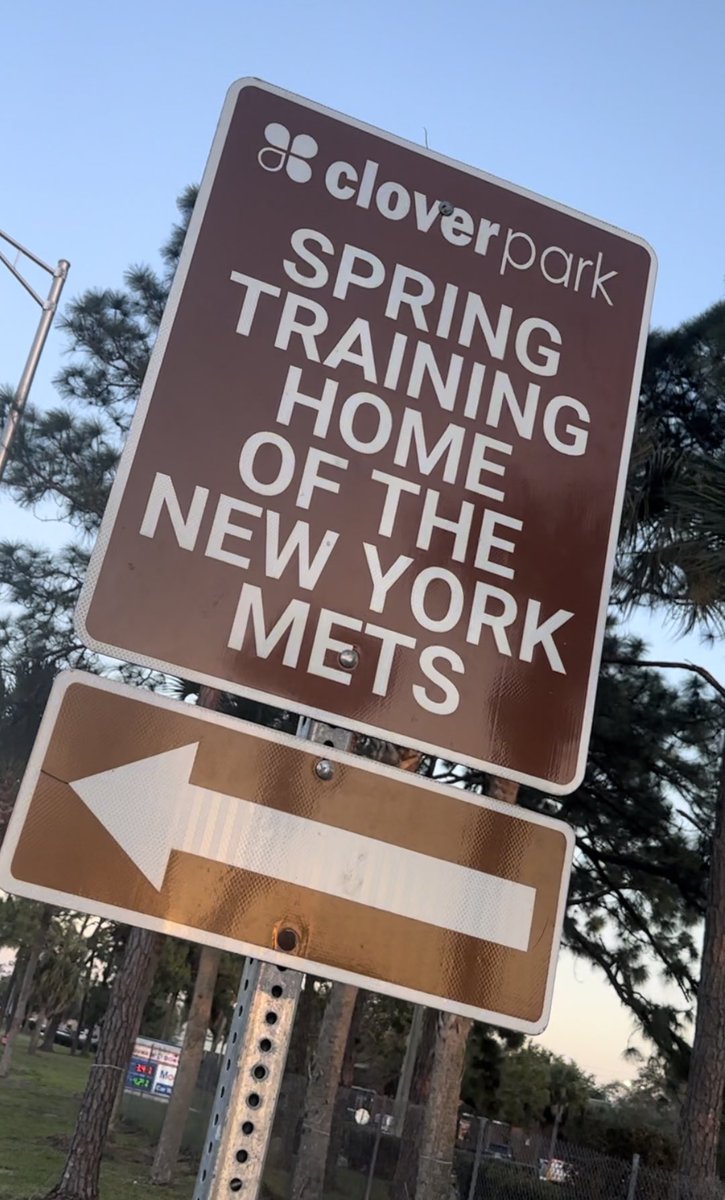 cloverpark
SPRING
TRAINING
HOME
OF THE
NEW YORK
METS